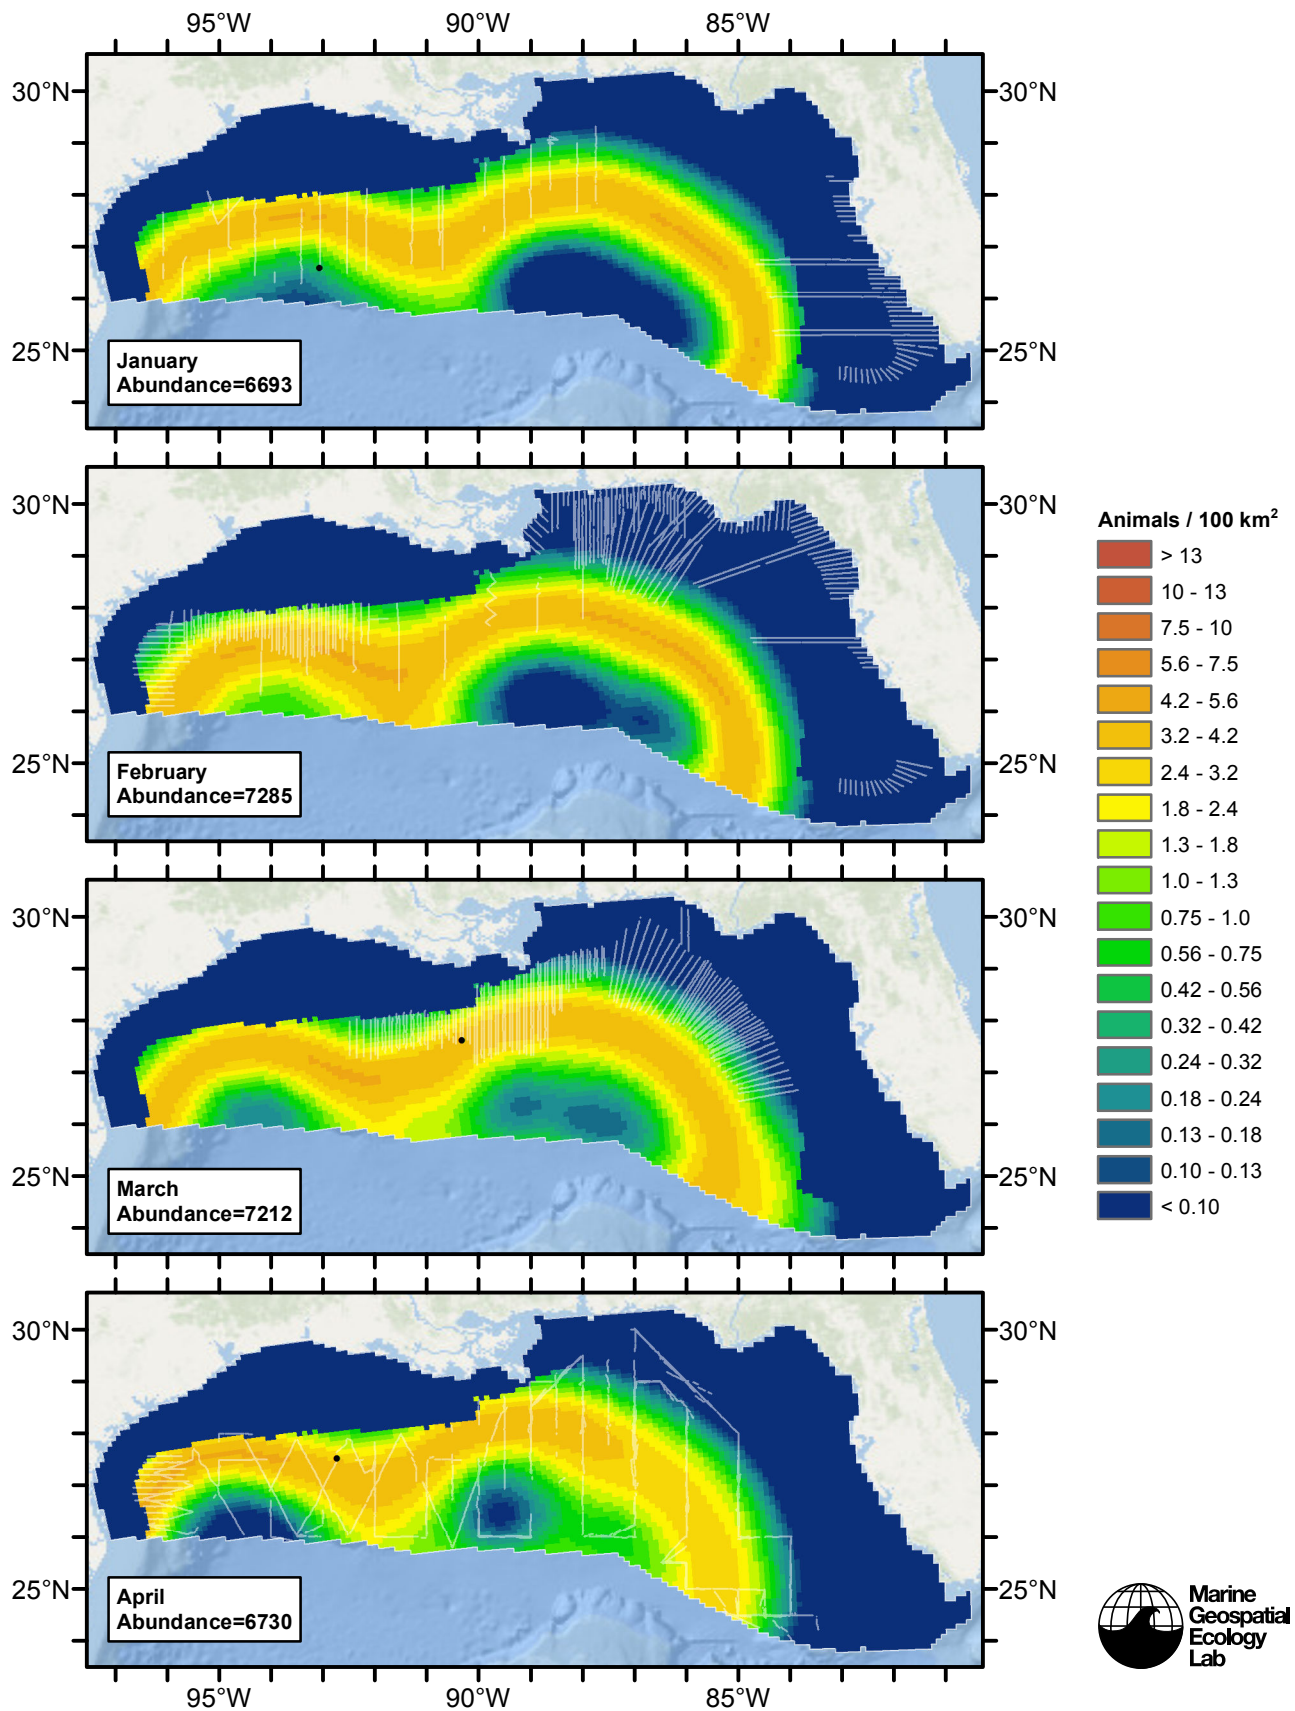 95°W 90°W 85°W
30°N 30°N
25°N 25°N
January
Abundance=6693
30°N 30°N
25°N 25°N
February
Abundance=7285
30°N 30°N
25°N 25°N
March
Abundance=7212
30°N 30°N
25°N 25°N
April
Abundance=6730
95°W 90°W 85°W
Animals / 100 km²
> 13
10 - 13
7.5 - 10
5.6 - 7.5
4.2 - 5.6
3.2 - 4.2
2.4 - 3.2
1.8 - 2.4
1.3 - 1.8
1.0 - 1.3
0.75 - 1.0
0.56 - 0.75
0.42 - 0.56
0.32 - 0.42
0.24 - 0.32
0.18 - 0.24
0.13 - 0.18
0.10 - 0.13
< 0.10
Marine
Geospatial
Ecology
Lab